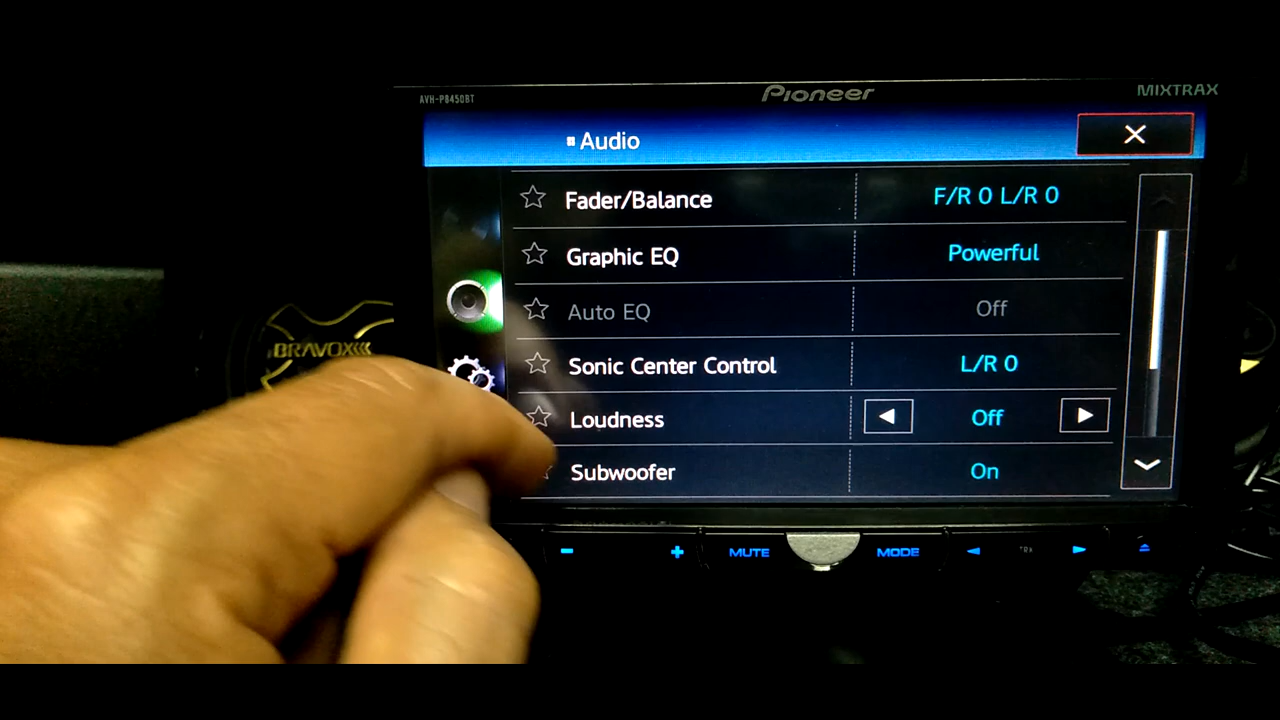 AVH-P8450BT
Pioneer
MIXTRAX
Audio
Fader/Balance F/R 0 L/R 0
Graphic EQ Powerful
Auto EQ Off
Sonic Center Control L/R 0
Loudness Off
Subwoofer On
BRAVOX
- + MUTE MODE TRK